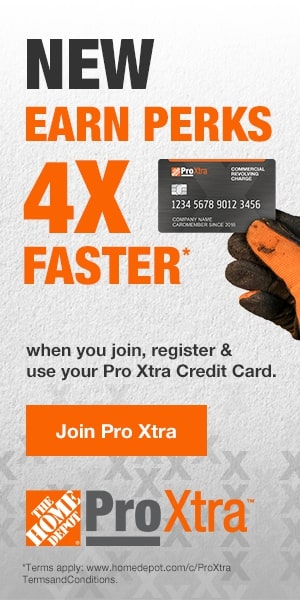 NEW
EARN PERKS
4X
ProXtra
COMMERCIAL
REVOLVING
CHARGE
1234 5678 9012 3456
COMPANY NAME
CARDMEMBER SINCE 2016
FASTER*
when you join, register &
use your Pro Xtra Credit Card.
Join Pro Xtra
THE
HOME
DEPOT
ProXtra™
*Terms apply: www.homedepot.com/c/ProXtra
TermsandConditions.